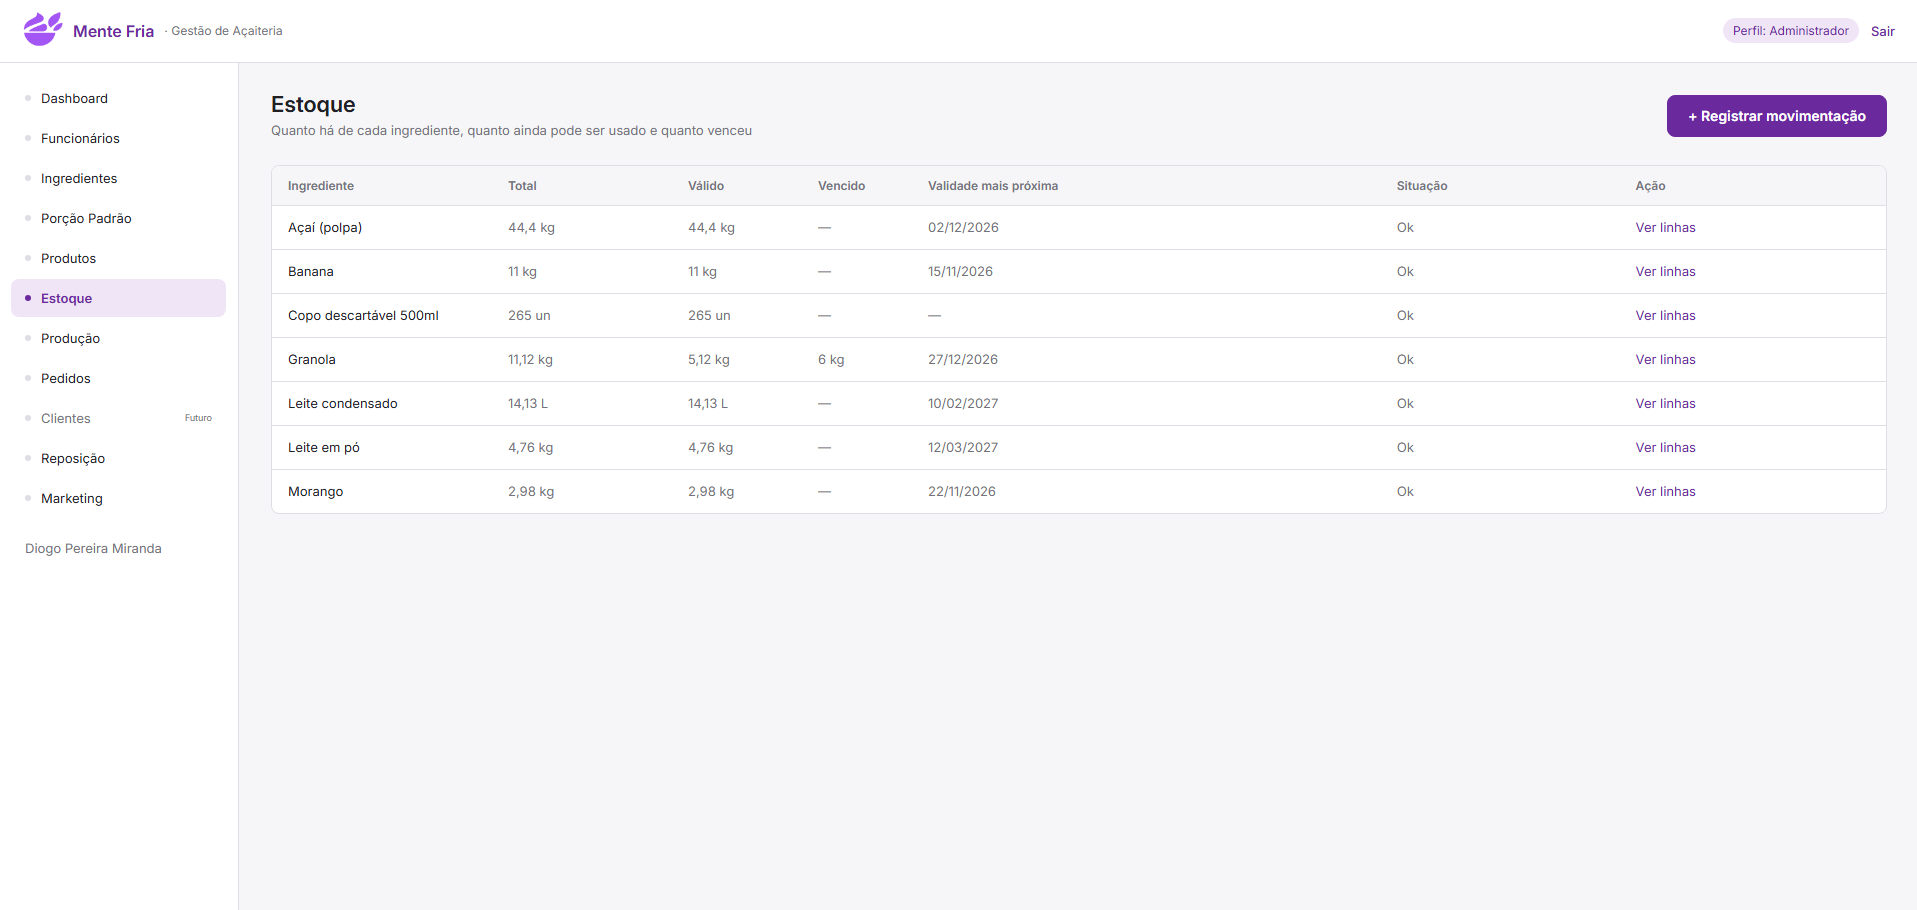 Mente Fria · Gestão de Açaiteria
Perfil: Administrador Sair
Dashboard
Funcionários
Ingredientes
Porção Padrão
Produtos
Estoque
Produção
Pedidos
Clientes Futuro
Reposição
Marketing
Diogo Pereira Miranda
Estoque
Quanto há de cada ingrediente, quanto ainda pode ser usado e quanto venceu
+ Registrar movimentação
Ingrediente Total Válido Vencido Validade mais próxima Situação Ação
Açaí (polpa) 44,4 kg 44,4 kg — 02/12/2026 Ok Ver linhas
Banana 11 kg 11 kg — 15/11/2026 Ok Ver linhas
Copo descartável 500ml 265 un 265 un — — Ok Ver linhas
Granola 11,12 kg 5,12 kg 6 kg 27/12/2026 Ok Ver linhas
Leite condensado 14,13 L 14,13 L — 10/02/2027 Ok Ver linhas
Leite em pó 4,76 kg 4,76 kg — 12/03/2027 Ok Ver linhas
Morango 2,98 kg 2,98 kg — 22/11/2026 Ok Ver linhas